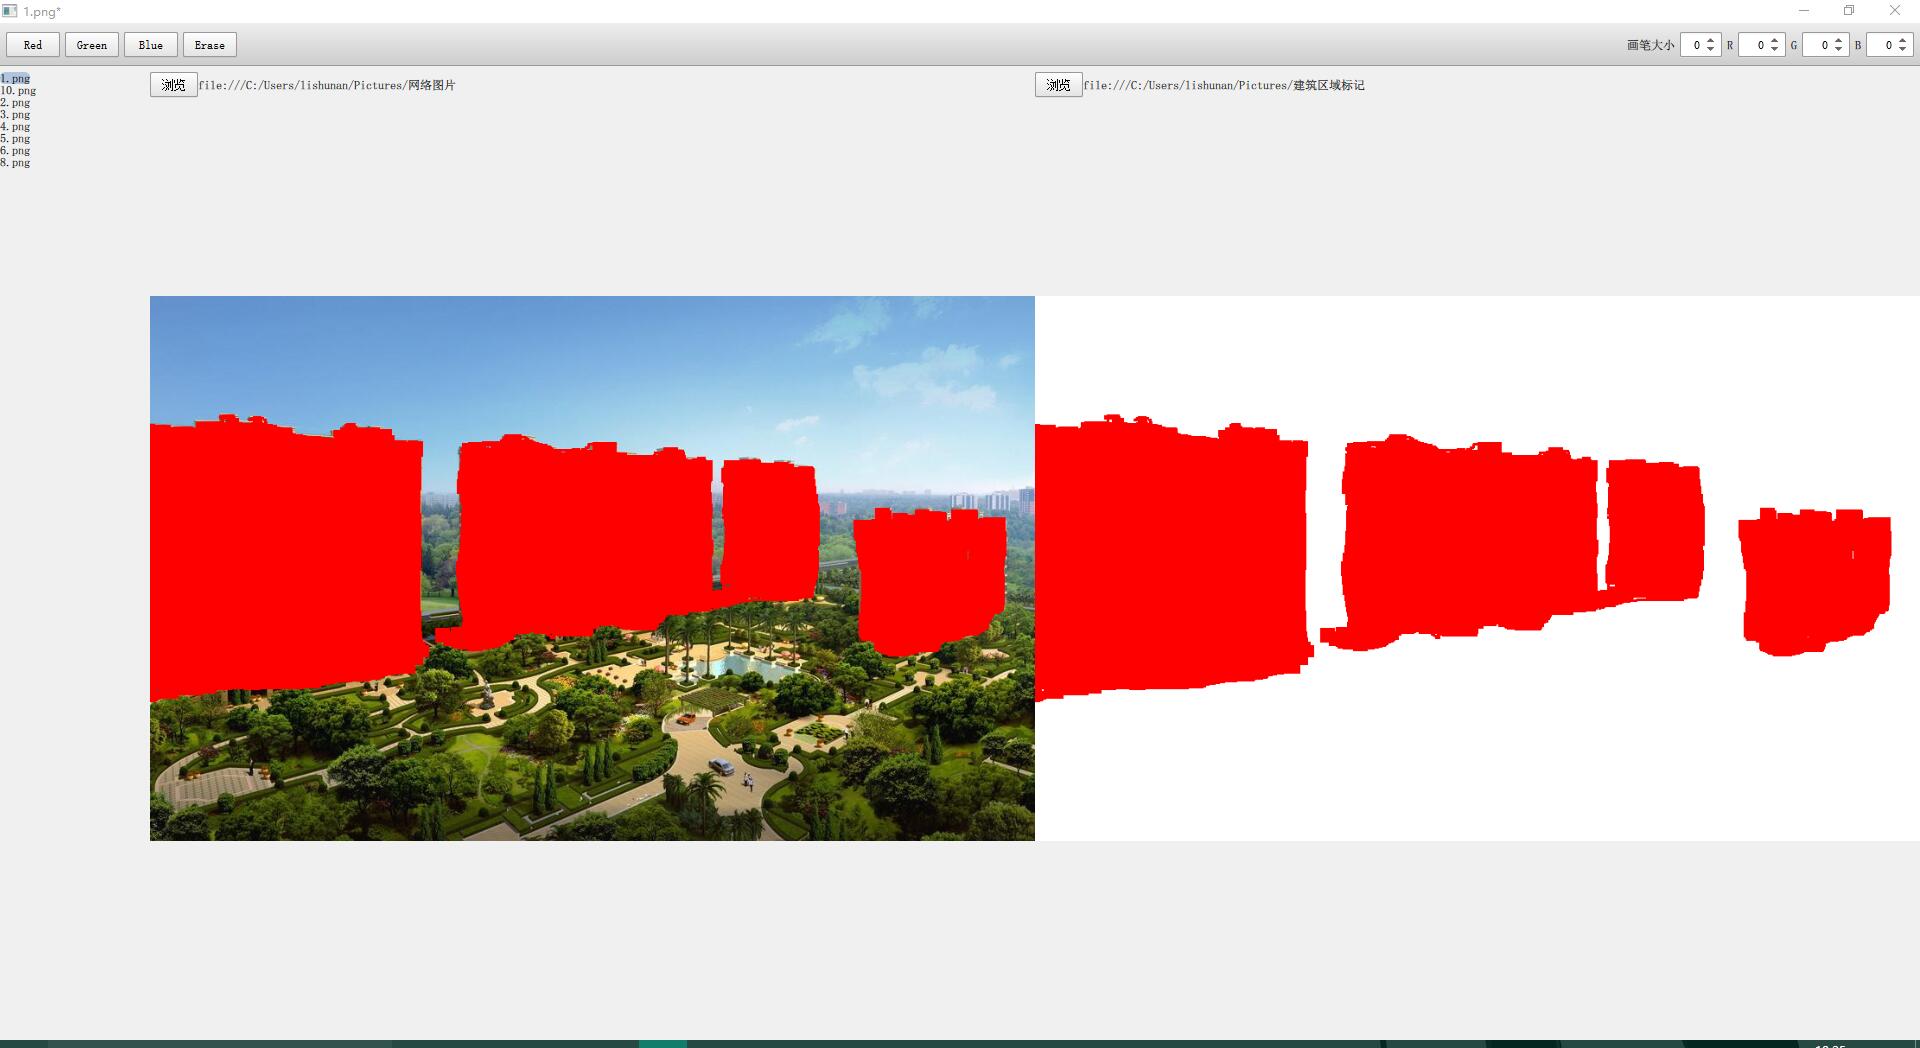 1.png*
Red Green Blue Erase 画笔大小 0 R 0 G 0 B 0
浏览 file:///C:/Users/lishunan/Pictures/网络图片
浏览 file:///C:/Users/lishunan/Pictures/建筑区域标记
1.png
10.png
2.png
3.png
4.png
5.png
6.png
8.png